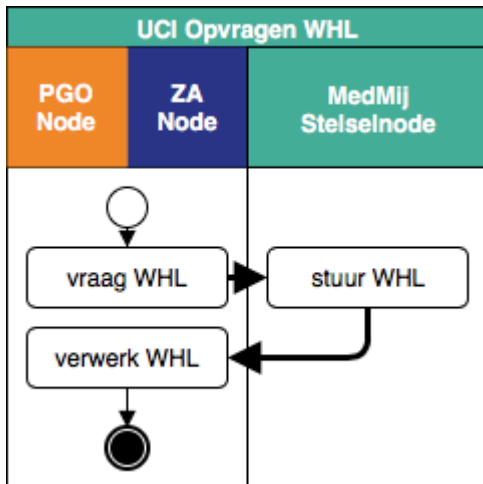 UCI Opvragen WHL
PGO
Node
ZA
Node
MedMij
Stelselnode
vraag WHL
stuur WHL
verwerk WHL